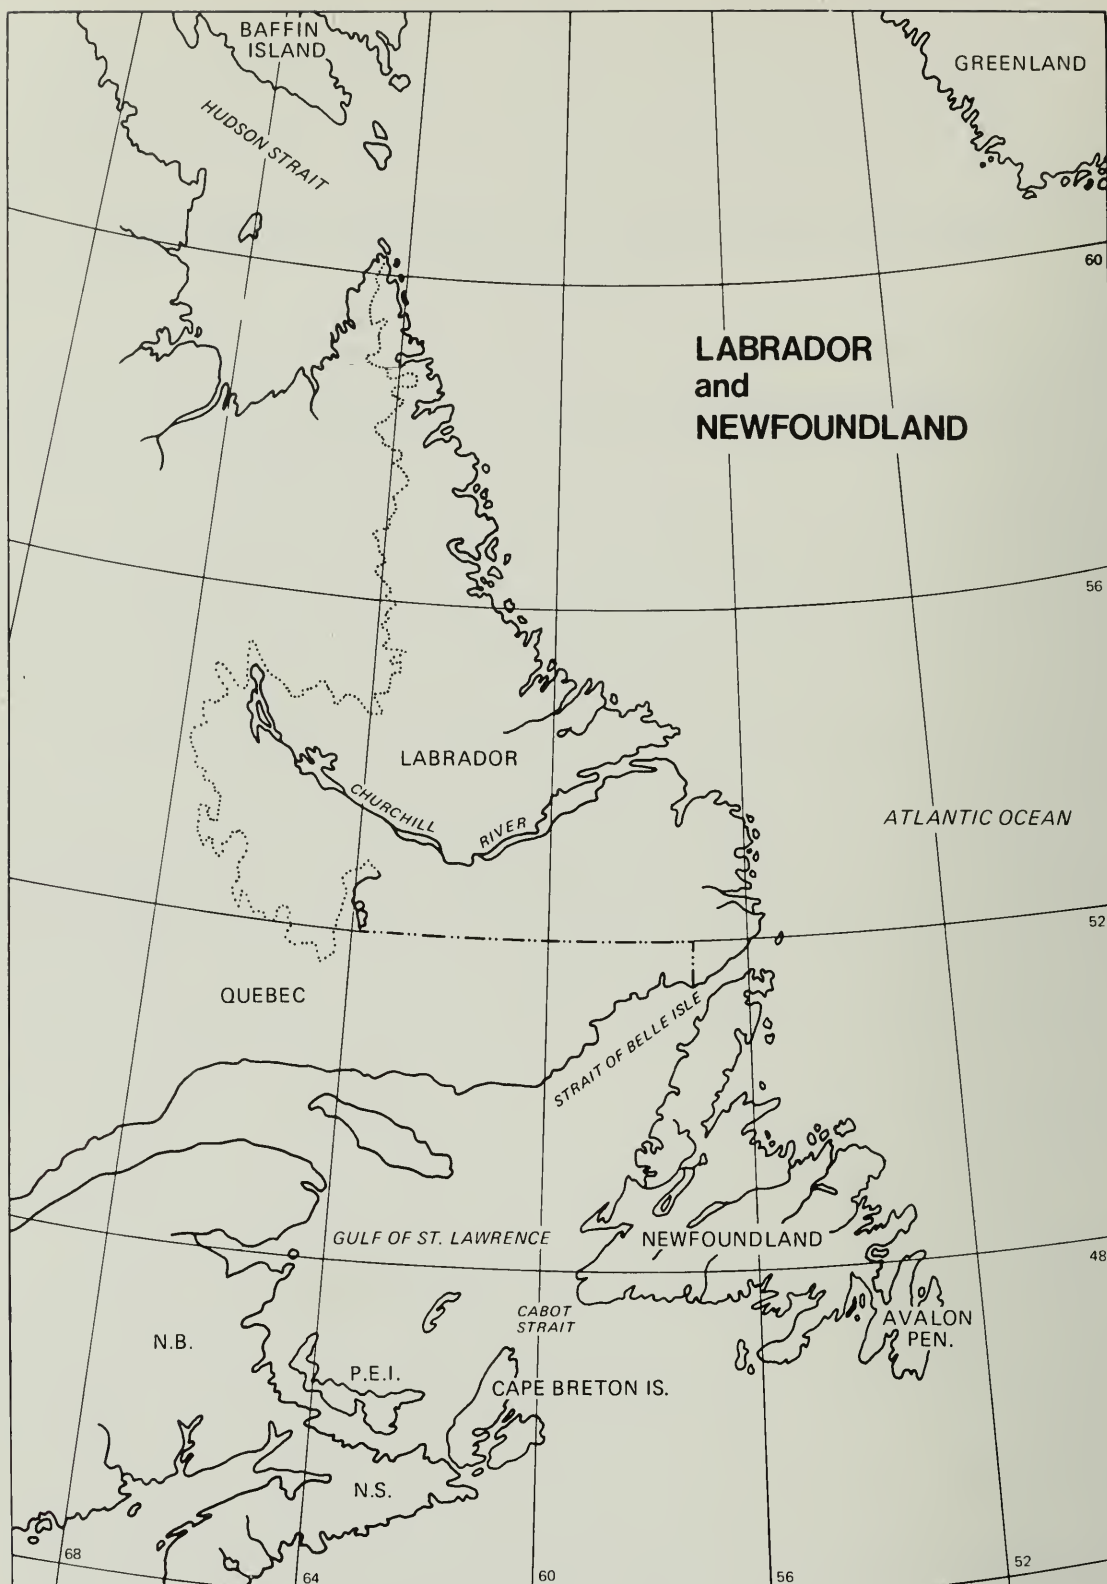 BAFFIN
ISLAND
GREENLAND
HUDSON STRAIT
60
LABRADOR
and
NEWFOUNDLAND
56
LABRADOR
CHURCHILL
RIVER
ATLANTIC OCEAN
52
QUEBEC
STRAIT OF BELLE ISLE
GULF OF ST. LAWRENCE
NEWFOUNDLAND
48
CABOT
STRAIT
AVALON
PEN.
N.B.
P.E.I.
CAPE BRETON IS.
N.S.
68
64
60
56
52